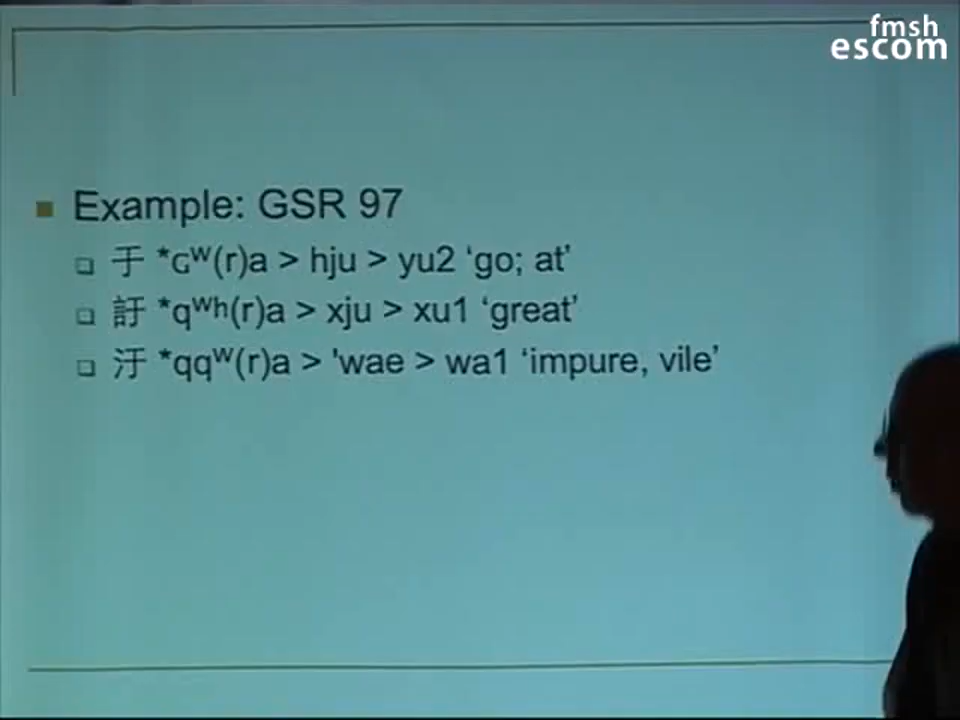 fmsh
escom
Example: GSR 97
于 *ɢʷ(r)a > hju > yu2 ‘go; at’
訏 *qʷh(r)a > xju > xu1 ‘great’
汙 *qqʷ(r)a > 'wae > wa1 ‘impure, vile’